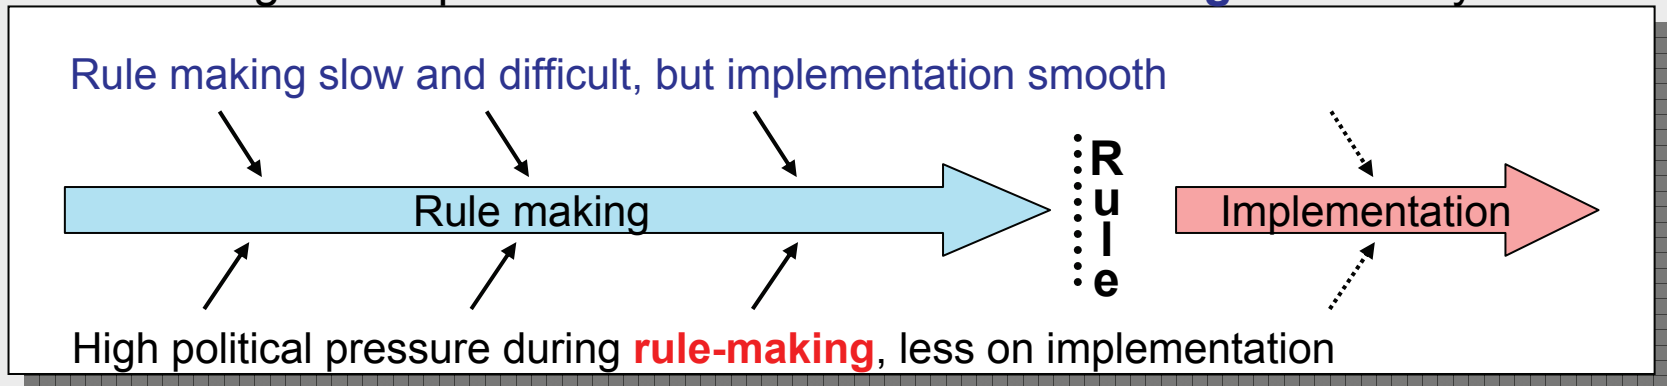 Rule making slow and difficult, but implementation smooth
Rule making
Rule
Implementation
High political pressure during rule-making, less on implementation